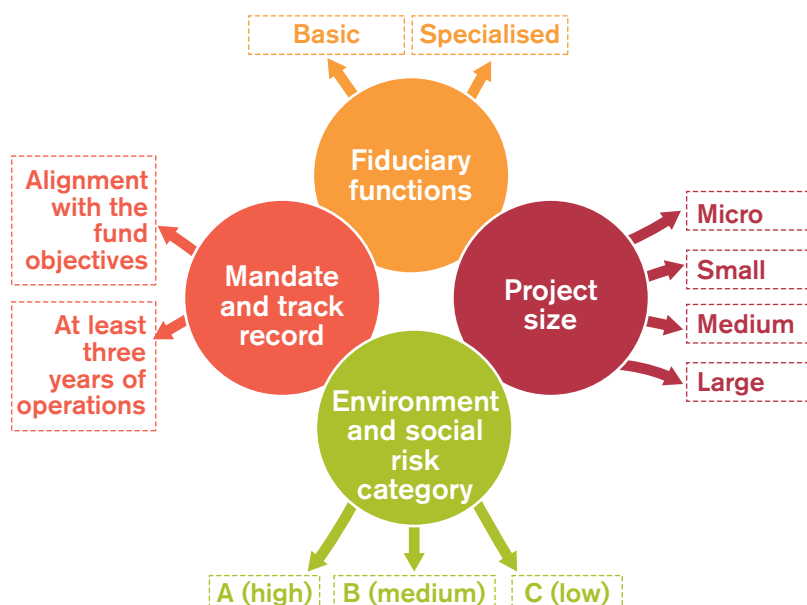 Basic
Specialised
Fiduciary
functions
Alignment
with the
fund
objectives
At least
three
years of
operations
Mandate
and track
record
Project
size
Micro
Small
Medium
Large
Environment
and social
risk
category
A (high)
B (medium)
C (low)